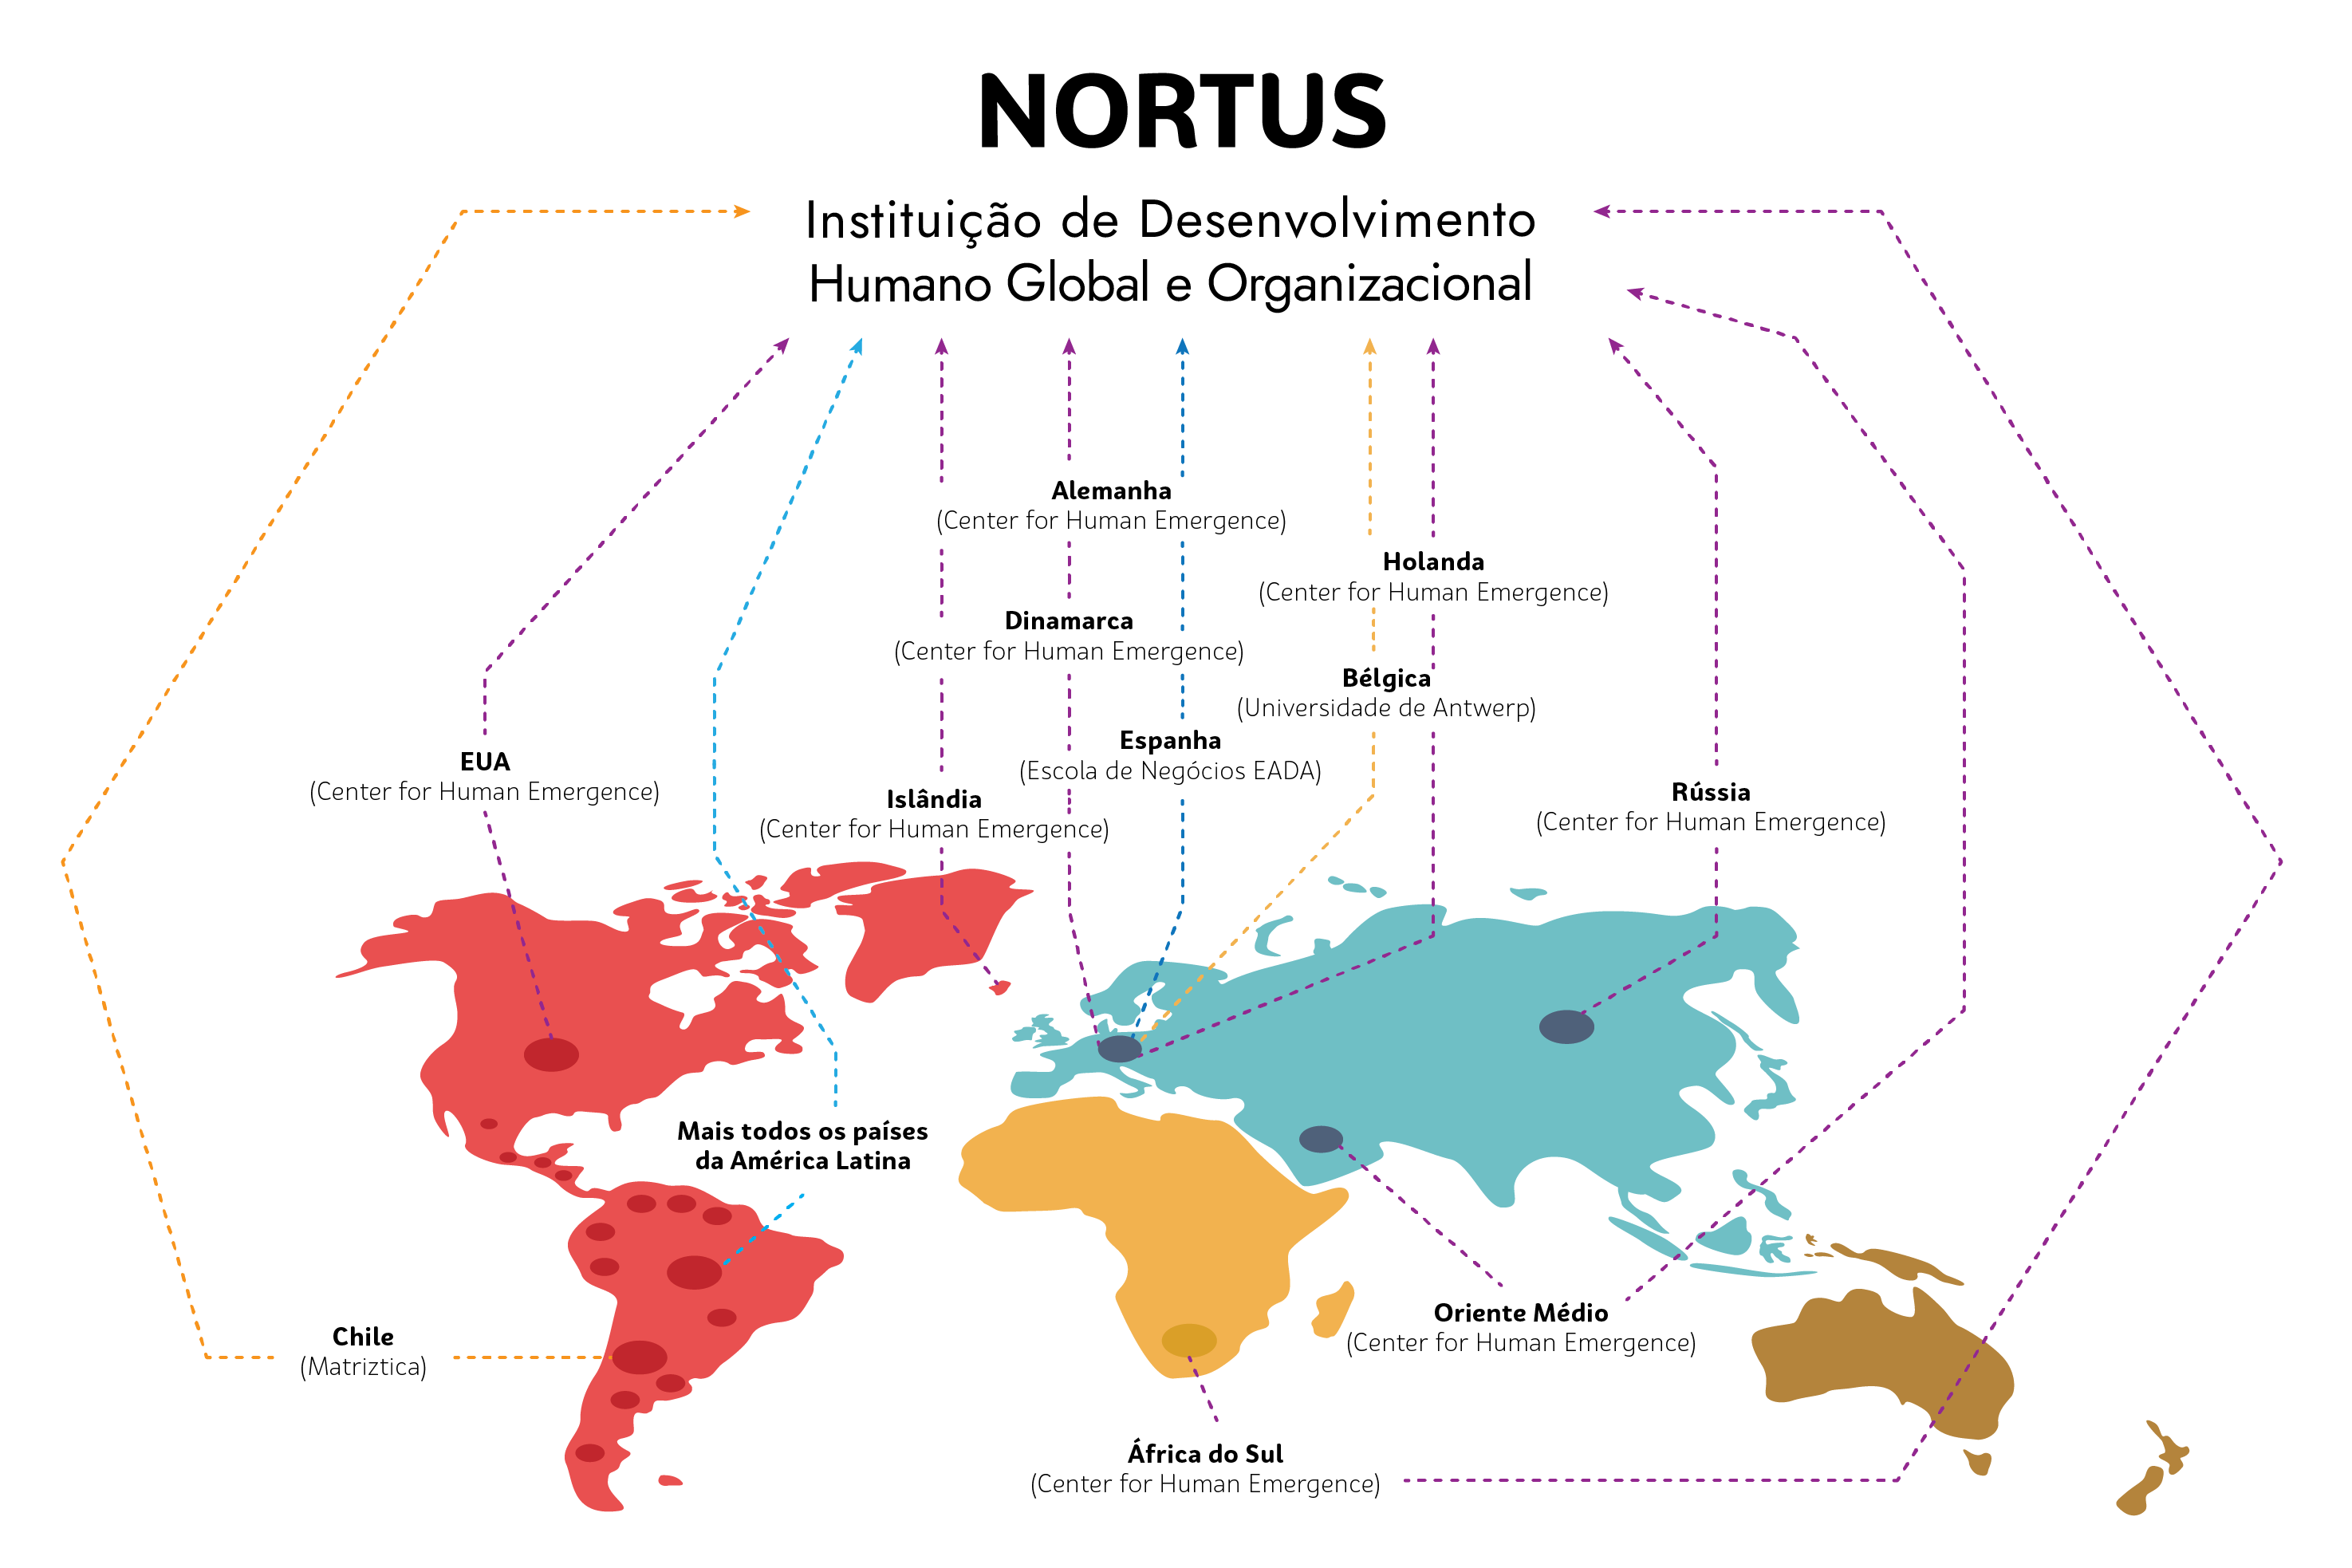 NORTUS
Instituição de Desenvolvimento
Humano Global e Organizacional
Alemanha
(Center for Human Emergence)
Holanda
(Center for Human Emergence)
Dinamarca
(Center for Human Emergence)
Bélgica
(Universidade de Antwerp)
Espanha
(Escola de Negócios EADA)
EUA
(Center for Human Emergence)
Islândia
(Center for Human Emergence)
Rússia
(Center for Human Emergence)
Mais todos os países
da América Latina
Oriente Médio
(Center for Human Emergence)
Chile
(Matriztica)
África do Sul
(Center for Human Emergence)